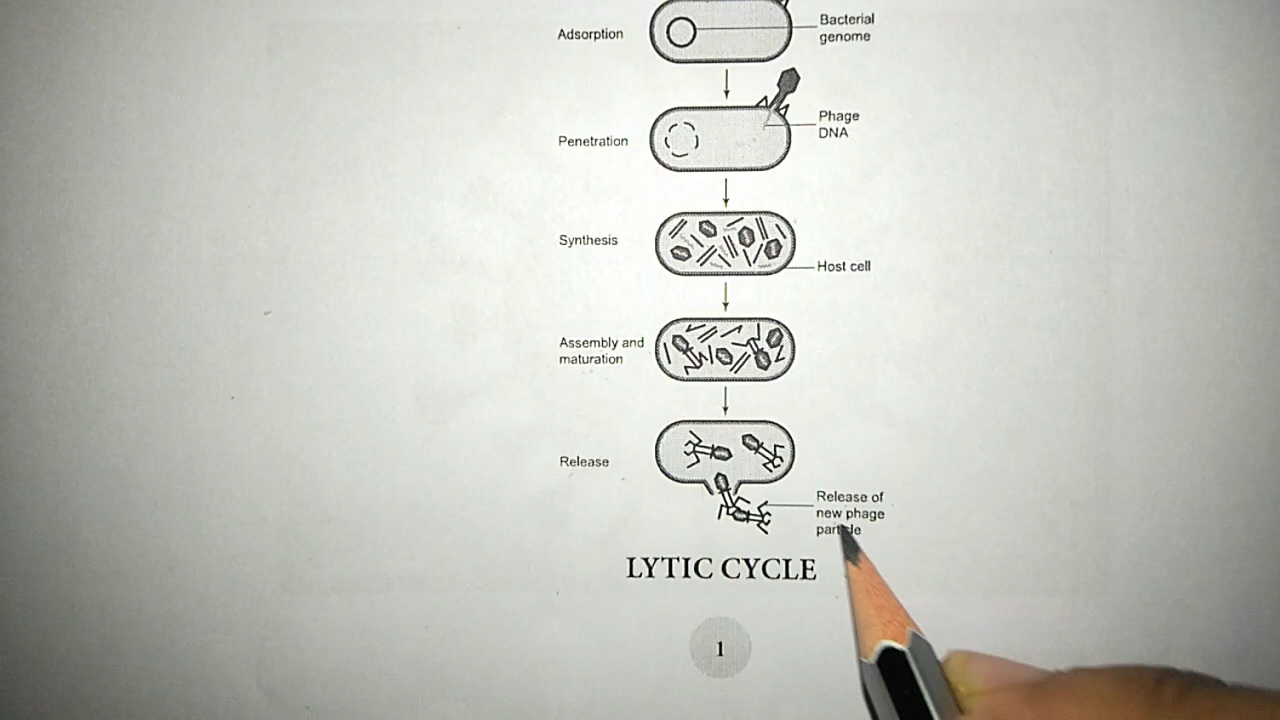 Adsorption
Bacterial
genome
Penetration
Phage
DNA
Synthesis
Host cell
Assembly and
maturation
Release
Release of
new phage
LYTIC CYCLE
1